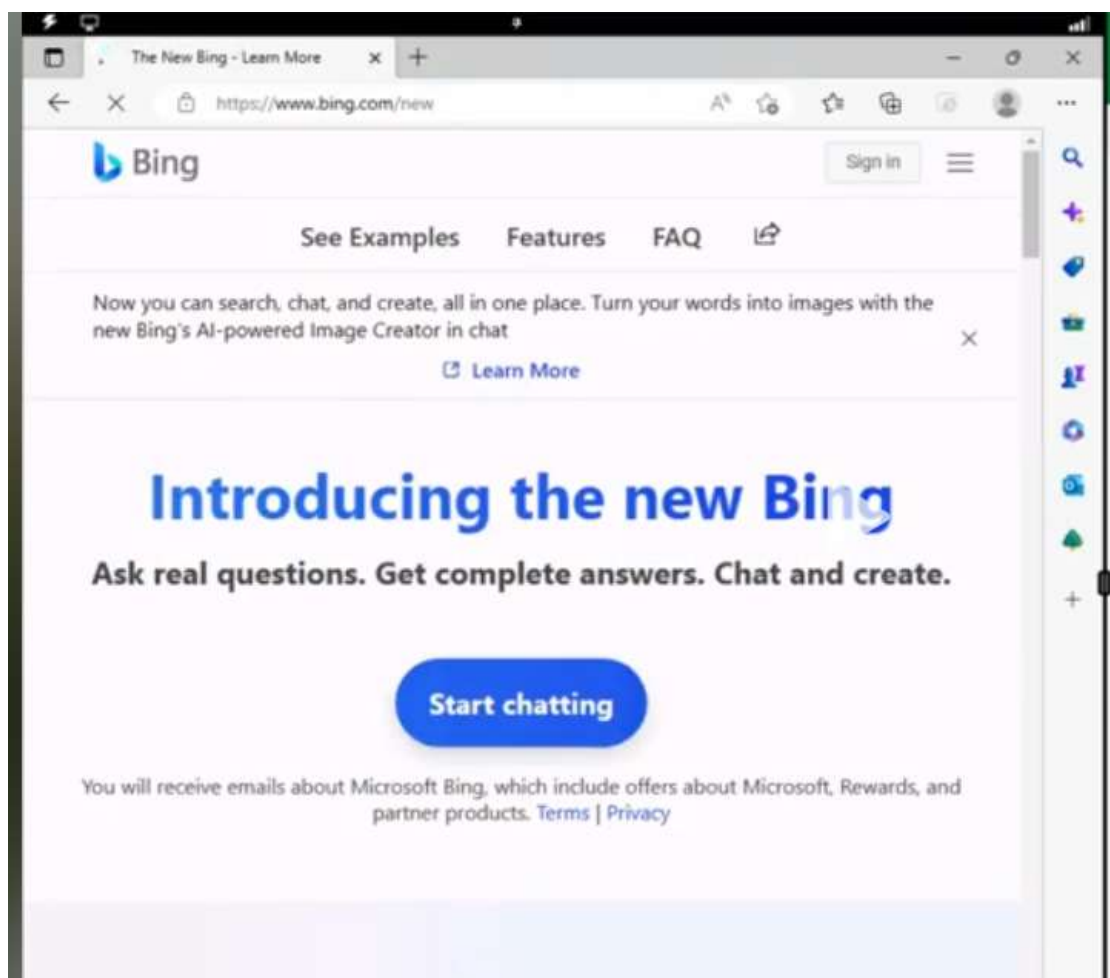 The New Bing - Learn More
https://www.bing.com/new
Bing
Sign in
See Examples Features FAQ
Now you can search, chat, and create, all in one place. Turn your words into images with the
new Bing's AI-powered Image Creator in chat
Learn More
Introducing the new Bing
Ask real questions. Get complete answers. Chat and create.
Start chatting
You will receive emails about Microsoft Bing, which include offers about Microsoft, Rewards, and
partner products. Terms | Privacy